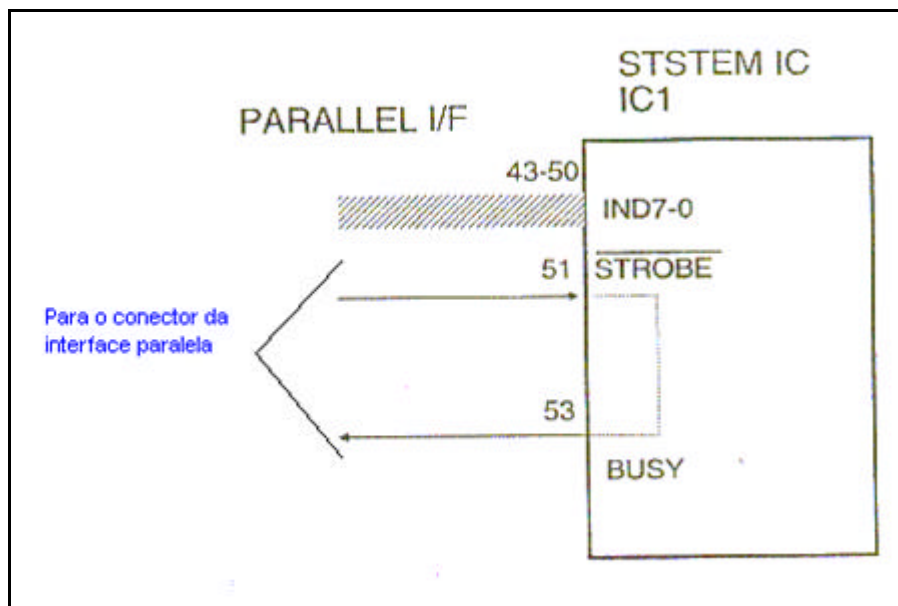 STSTEM IC
IC1
PARALLEL I/F
43-50
IND7-0
51
STROBE
Para o conector da
interface paralela
53
BUSY